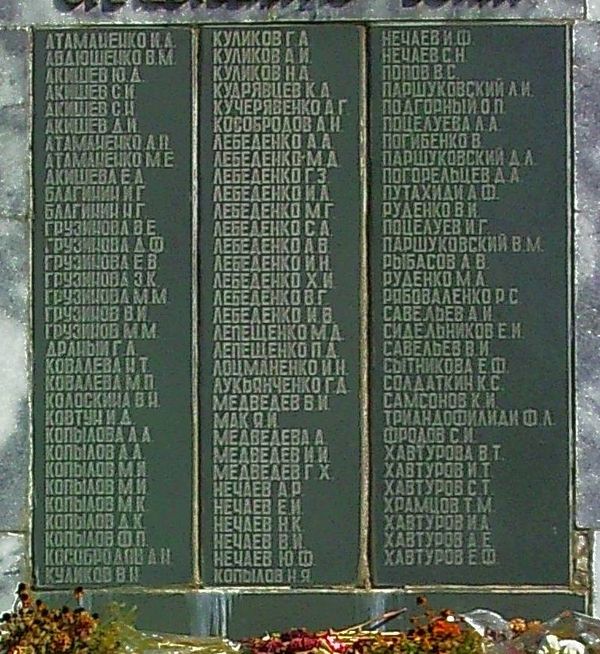 АТАМАНЕНКО И.А.
АВДЮШЕНКО В.М.
АКИШЕВ Ю.Д.
АКИШЕВ С.И.
АКИШЕВ С.Н.
АКИШЕВ Д.И.
АТАМАНЕНКО Д.П.
АТАМАНЕНКО М.Е.
АКИШЕВА Е.А.
БЛАГИНИН И.Г.
БЛАГИНИН Н.Г.
ГРУЗИНОВА В.Е.
ГРУЗИНОВА Д.Ф.
ГРУЗИНОВА Е.В.
ГРУЗИНОВА З.К.
ГРУЗИНОВА М.М.
ГРУЗИНОВ В.И.
ГРУЗИНОВ М.М.
ДРАНЫЙ Г.А.
КОВАЛЕВА Н.Т.
КОВАЛЕВА М.П.
КОЛОСКИНА В.Н.
КОВТУН И.Д.
КОПЫЛОВА Л.А.
КОПЫЛОВ Л.А.
КОПЫЛОВ М.И.
КОПЫЛОВ И.И.
КОПЫЛОВ М.К.
КОПЫЛОВ Д.К.
КОПЫЛОВ Ф.П.
КОСОБРОДОВ А.Н.
КУЛИКОВ В.Н.
КУЛИКОВ Г.А.
КУЛИКОВ А.И.
КУЛИКОВ Н.А.
КУДРЯВЦЕВ К.А.
КУЧЕРЯВЕНКО А.Г.
КОСОБРОДОВ Д.Н.
ЛЕБЕДЕНКО А.А.
ЛЕБЕДЕНКО М.А.
ЛЕБЕДЕНКО Г.З.
ЛЕБЕДЕНКО И.А.
ЛЕБЕДЕНКО М.Г.
ЛЕБЕДЕНКО С.А.
ЛЕБЕДЕНКО А.В.
ЛЕБЕДЕНКО И.Н.
ЛЕБЕДЕНКО Х.И.
ЛЕБЕДЕНКО В.Г.
ЛЕБЕДЕНКО И.В.
ЛЕПЕЩЕНКО М.Д.
ЛЕПЕЩЕНКО П.Д.
ЛОЦМАНЕНКО И.Н.
ЛУКЬЯНЧЕНКО Г.Д.
МЕДВЕДЕВ Б.И.
МАК Я.И.
МЕДВЕДЕВА Д.
МЕДВЕДЕВ И.И.
МЕДВЕДЕВ Г.Х.
НЕЧАЕВ А.Р.
НЕЧАЕВ Е.И.
НЕЧАЕВ Н.К.
НЕЧАЕВ В.И.
НЕЧАЕВ Ю.Ф.
КОПЫЛОВ Н.Я.
НЕЧАЕВ И.Ф.
НЕЧАЕВ С.Н.
ПОПОВ В.С.
ПАРШУКОВСКИЙ Л.И.
ПОДГОРНЫЙ О.П.
ПОЦЕЛУЕВА А.А.
ПОГИБЕНКО В.
ПАРШУКОВСКИЙ Д.Л.
ПОГОРЕЛЬЦЕВ Д.А.
ПУТАХИДИ А.Ф.
РУДЕНКО В.И.
ПОЦЕЛУЕВ И.Г.
ПАРШУКОВСКИЙ В.М.
РЫБАСОВ Л.В.
РУДЕНКО М.А.
РЯБОВАЛЕНКО Р.С.
САВЕЛЬЕВ А.И.
СИДЕЛЬНИКОВ Е.И.
САВЕЛЬЕВ В.И.
СЫТНИКОВА Е.Ф.
СОЛДАТКИН К.С.
САМСОНОВ К.И.
ТРИАНДОФИЛИДИ Ф.Л.
ФРОЛОВ С.И.
ХАВТУРОВА В.Т.
ХАВТУРОВ И.Т.
ХАВТУРОВ С.Т.
ХРАМЦОВ Т.М.
ХАВТУРОВ И.А.
ХАВТУРОВ А.Е.
ХАВТУРОВ Е.Ф.